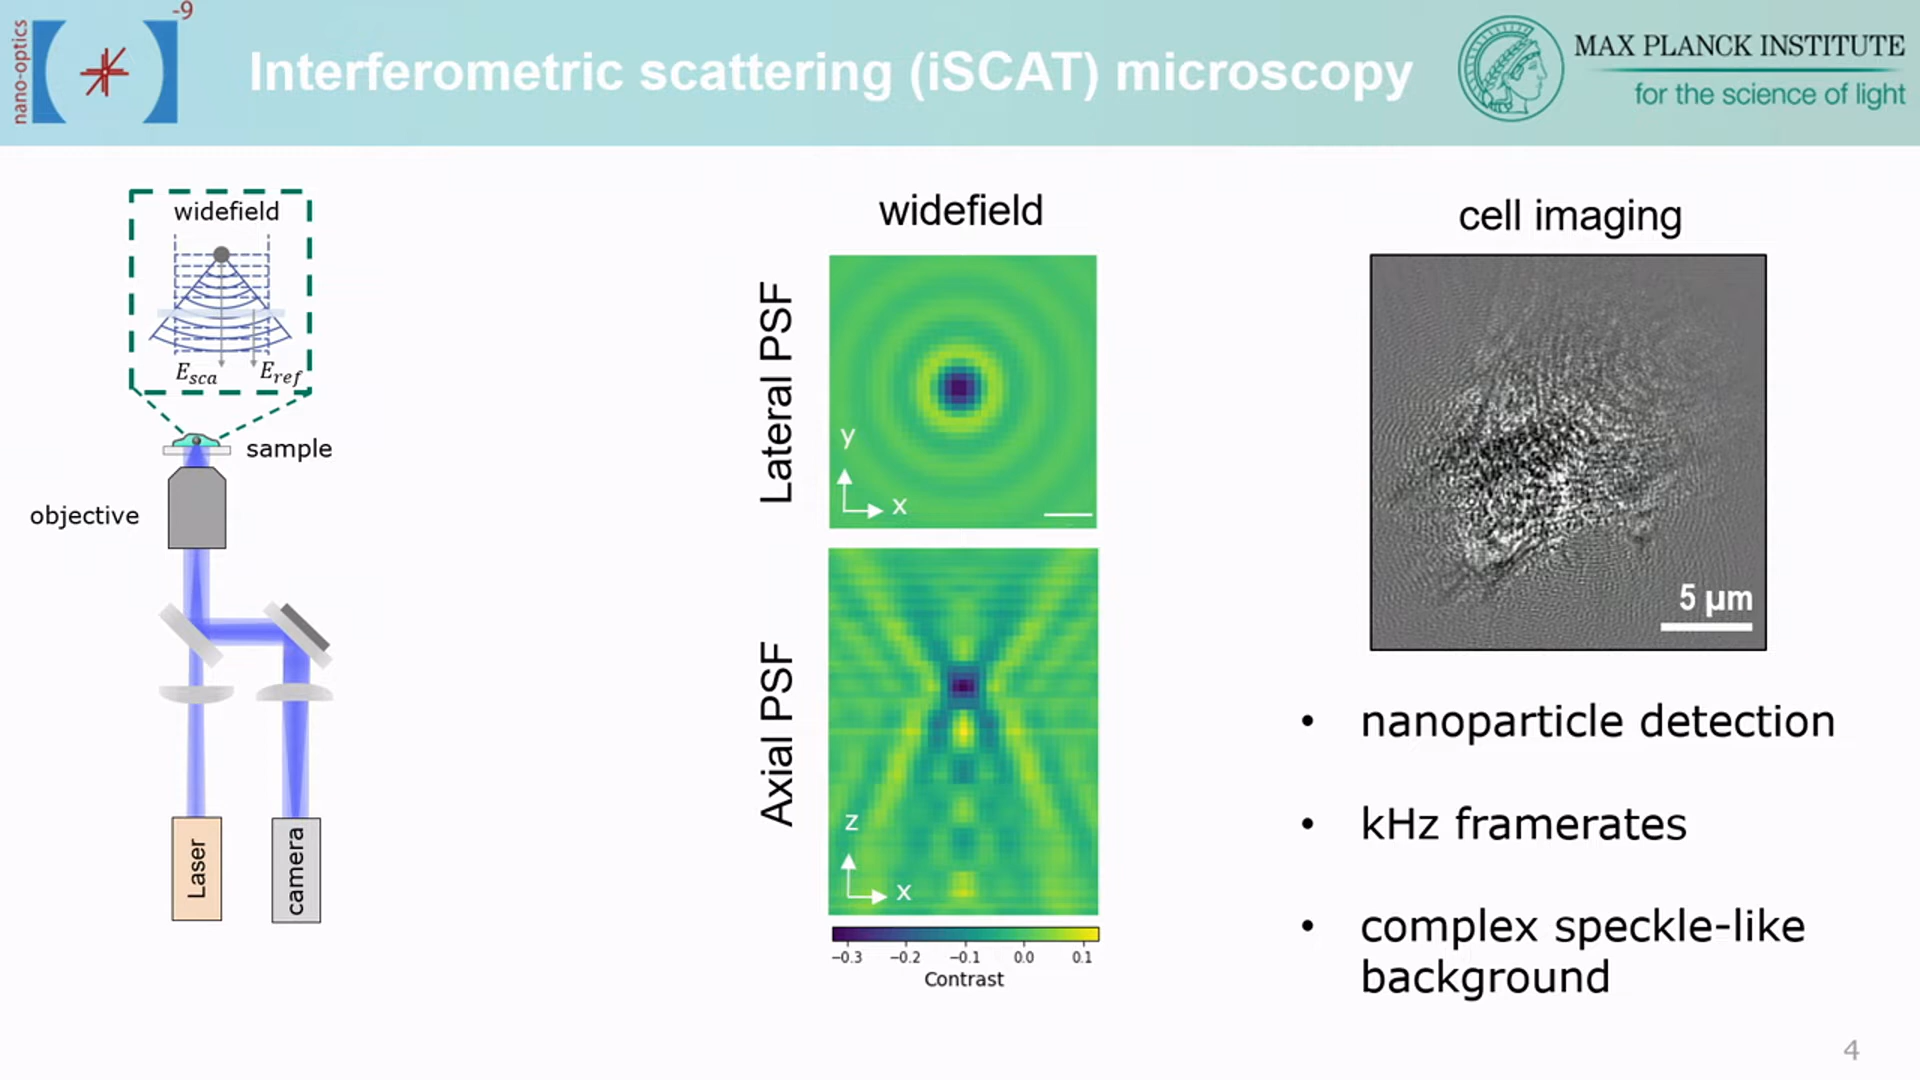 nano-optics
-9
Interferometric scattering (iSCAT) microscopy
MAX PLANCK INSTITUTE
for the science of light
widefield
E_sca
E_ref
sample
objective
Laser
camera
widefield
Lateral PSF
y
x
Axial PSF
z
x
−0.3 −0.2 −0.1 0.0 0.1
Contrast
cell imaging
5 µm
• nanoparticle detection
• kHz framerates
• complex speckle-like
background
4